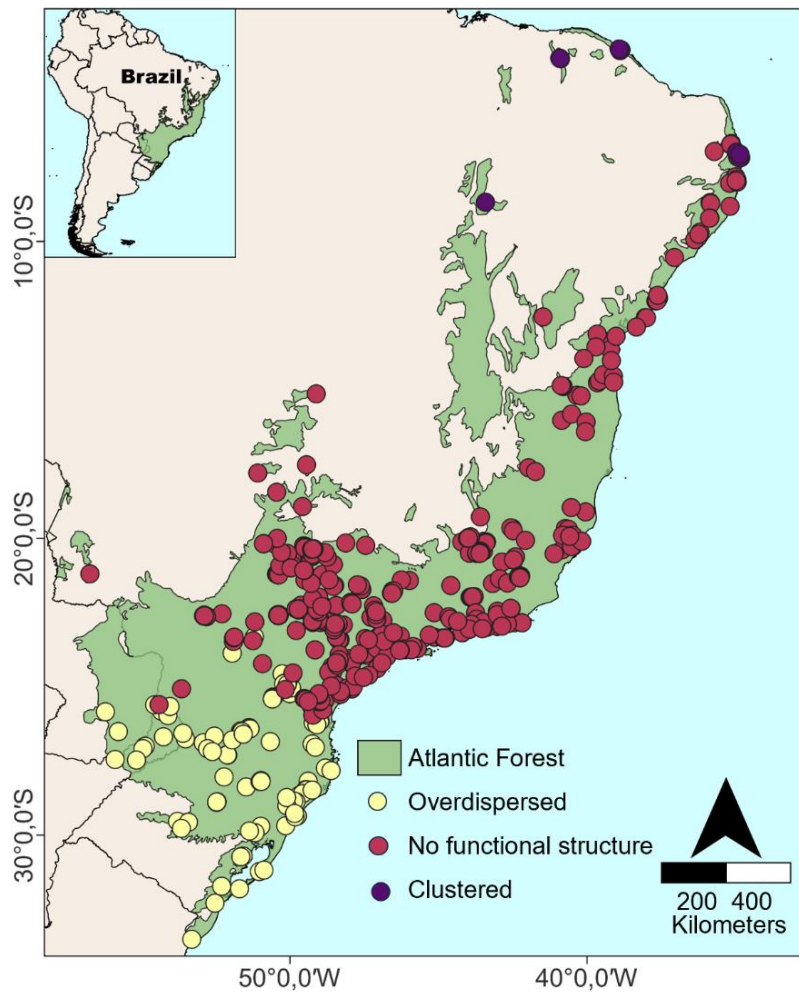 Brazil
10°0,0'S
20°0,0'S
30°0,0'S
Atlantic Forest
Overdispersed
No functional structure
Clustered
200 400
Kilometers
50°0,0'W
40°0,0'W